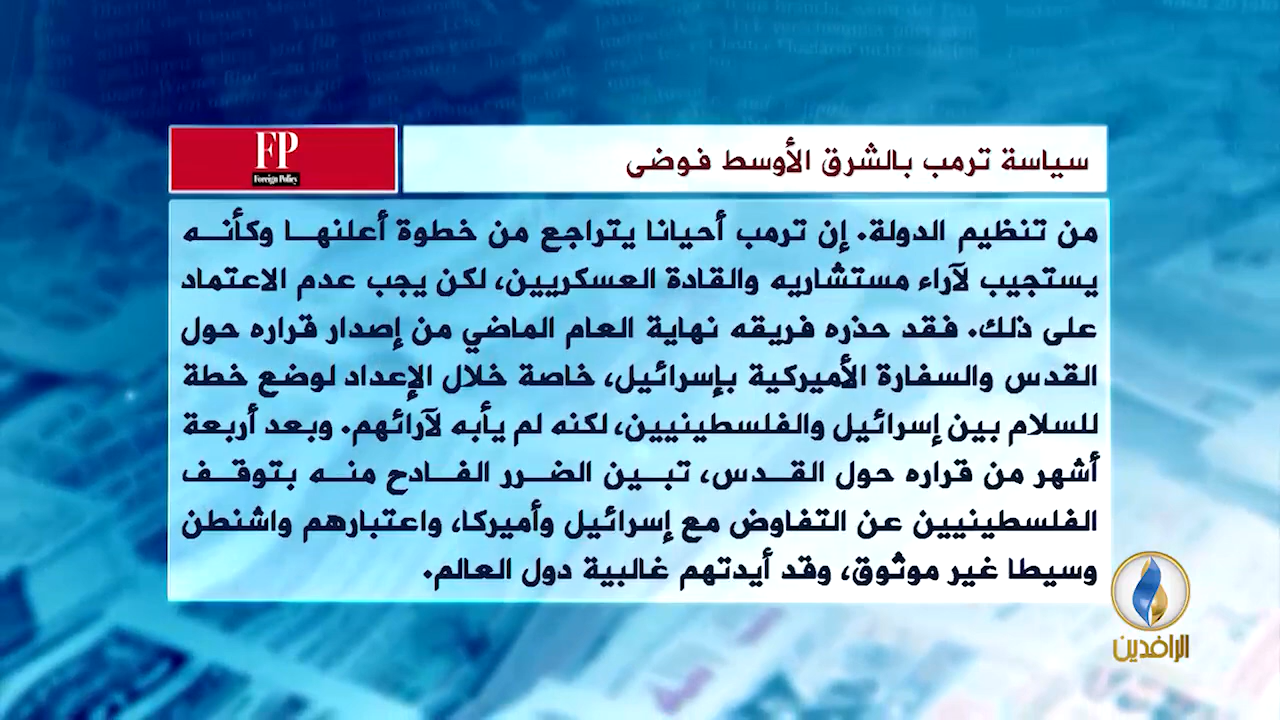 FP
Foreign Policy
سياسة ترمب بالشرق الأوسط فوضى
من تنظيم الدولة. إن ترمب أحيانا يتراجع من خطوة أعلنها وكأنه
يستجيب لآراء مستشاريه والقادة العسكريين، لكن يجب عدم الاعتماد
على ذلك. فقد حذره فريقه نهاية العام الماضي من إصدار قراره حول
القدس والسفارة الأميركية بإسرائيل، خاصة خلال الإعداد لوضع خطة
للسلام بين إسرائيل والفلسطينيين، لكنه لم يأبه لآرائهم. وبعد أربعة
أشهر من قراره حول القدس، تبين الضرر الفادح منه بتوقف
الفلسطينيين عن التفاوض مع إسرائيل وأميركا، واعتبارهم واشنطن
وسيطا غير موثوق، وقد أيدتهم غالبية دول العالم.
الرافدين